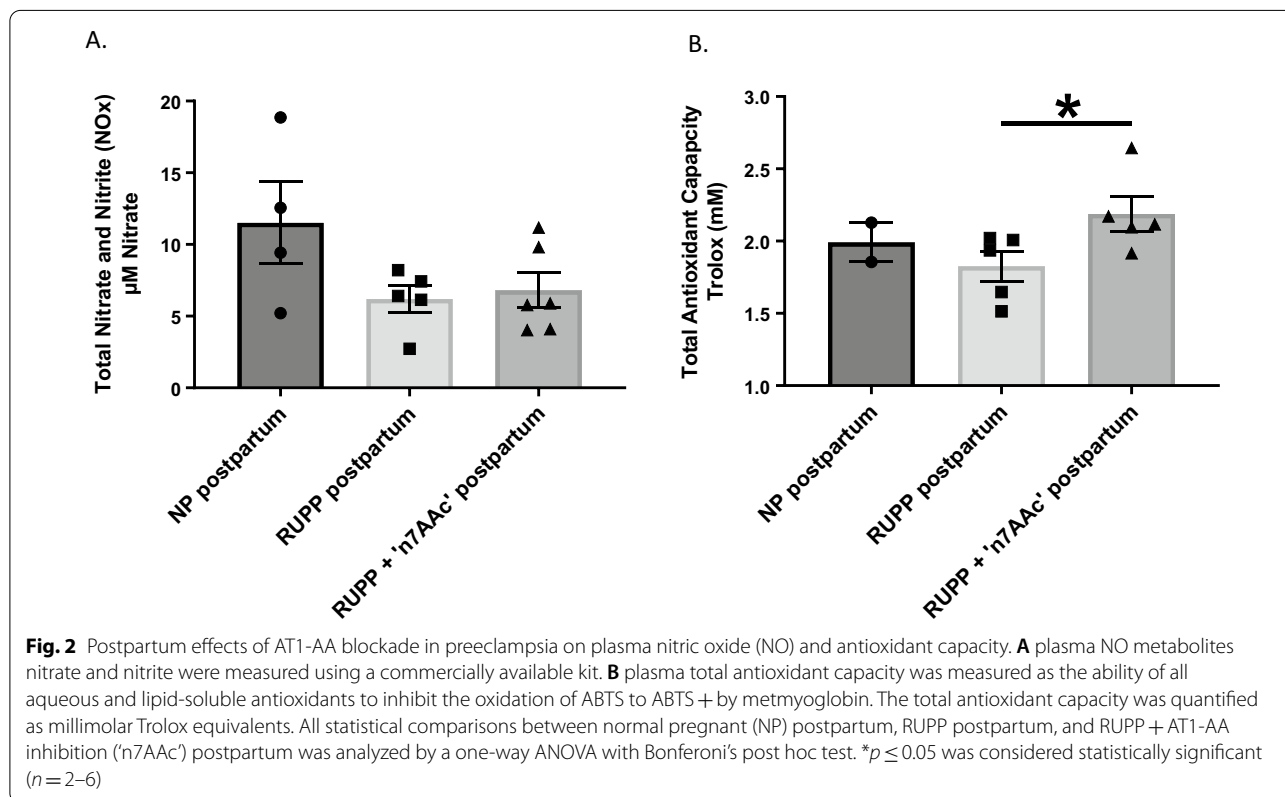 A.
Total Nitrate and Nitrite (NOx)
µM Nitrate
20
15
10
5
0
NP postpartum
RUPP postpartum
RUPP + 'n7AAc' postpartum
B.
Total Antioxidant Capapcity
Trolox (mM)
3.0
2.5
2.0
1.5
1.0
*
NP postpartum
RUPP postpartum
RUPP + 'n7AAc' postpartum
Fig. 2 Postpartum effects of AT1-AA blockade in preeclampsia on plasma nitric oxide (NO) and antioxidant capacity. A plasma NO metabolites
nitrate and nitrite were measured using a commercially available kit. B plasma total antioxidant capacity was measured as the ability of all
aqueous and lipid-soluble antioxidants to inhibit the oxidation of ABTS to ABTS + by metmyoglobin. The total antioxidant capacity was quantified
as millimolar Trolox equivalents. All statistical comparisons between normal pregnant (NP) postpartum, RUPP postpartum, and RUPP + AT1-AA
inhibition ('n7AAc') postpartum was analyzed by a one-way ANOVA with Bonferoni's post hoc test. *p ≤ 0.05 was considered statistically significant
(n = 2–6)